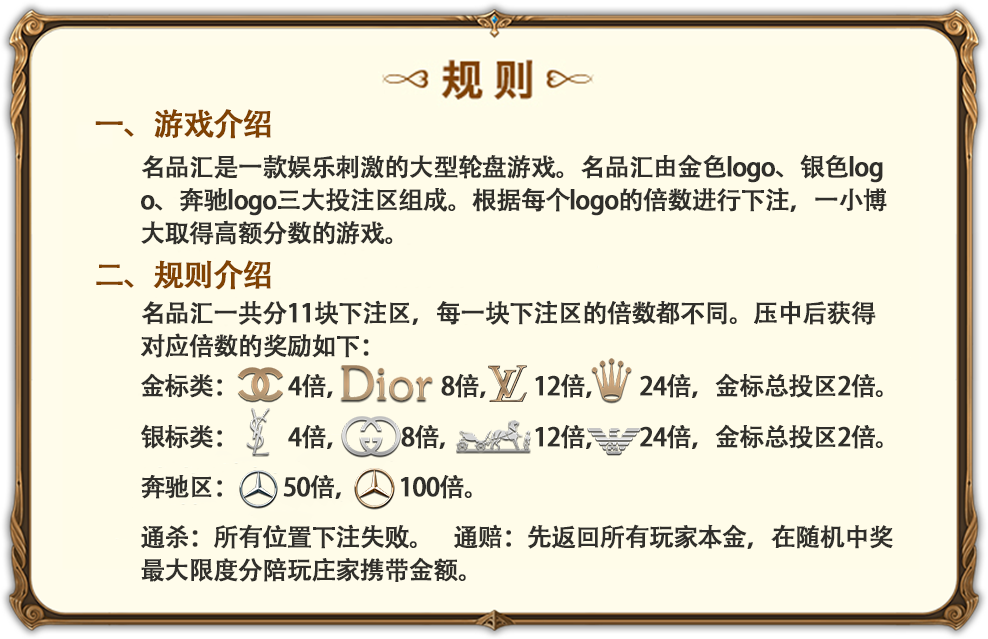 规则
一、游戏介绍
名品汇是一款娱乐刺激的大型轮盘游戏。名品汇由金色logo、银色log
o、奔驰logo三大投注区组成。根据每个logo的倍数进行下注，一小博
大取得高额分数的游戏。
二、规则介绍
名品汇一共分11块下注区，每一块下注区的倍数都不同。压中后获得
对应倍数的奖励如下：
金标类： 4倍, Dior 8倍, LV 12倍, 24倍，金标总投区2倍。
银标类： YSL 4倍， 8倍， 12倍, 24倍，金标总投区2倍。
奔驰区： 50倍， 100倍。
通杀：所有位置下注失败。 通赔：先返回所有玩家本金，在随机中奖
最大限度分陪玩庄家携带金额。